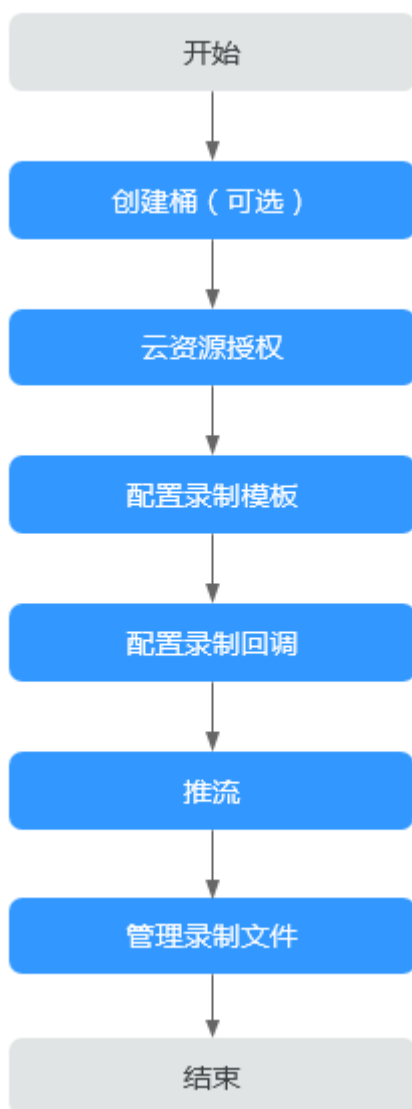 开始
创建桶（可选）
云资源授权
配置录制模板
配置录制回调
推流
管理录制文件
结束